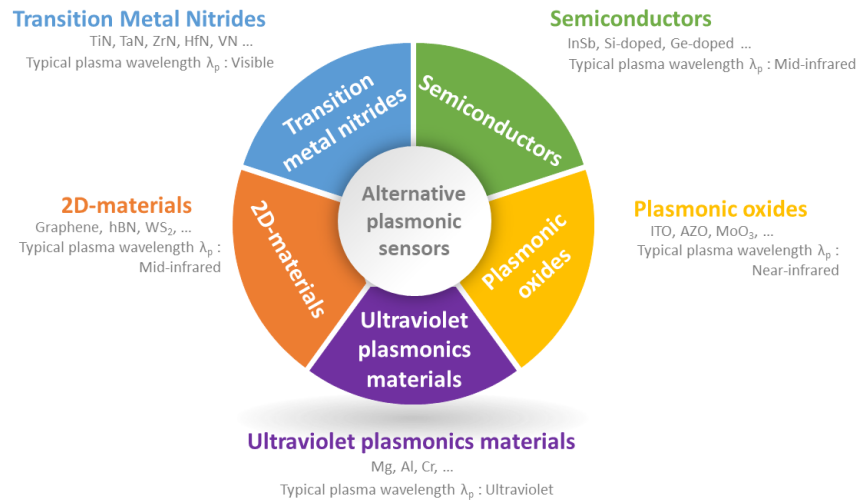 Transition Metal Nitrides
TiN, TaN, ZrN, HfN, VN ...
Typical plasma wavelength λp : Visible
Semiconductors
InSb, Si-doped, Ge-doped ...
Typical plasma wavelength λp : Mid-infrared
Transition
metal nitrides
Semiconductors
Alternative
plasmonic
sensors
2D-materials
Graphene, hBN, WS2, ...
Typical plasma wavelength λp :
Mid-infrared
2D-materials
Plasmonic
oxides
Plasmonic oxides
ITO, AZO, MoO3, ...
Typical plasma wavelength λp :
Near-infrared
Ultraviolet
plasmonics
materials
Ultraviolet plasmonics materials
Mg, Al, Cr, ...
Typical plasma wavelength λp : Ultraviolet